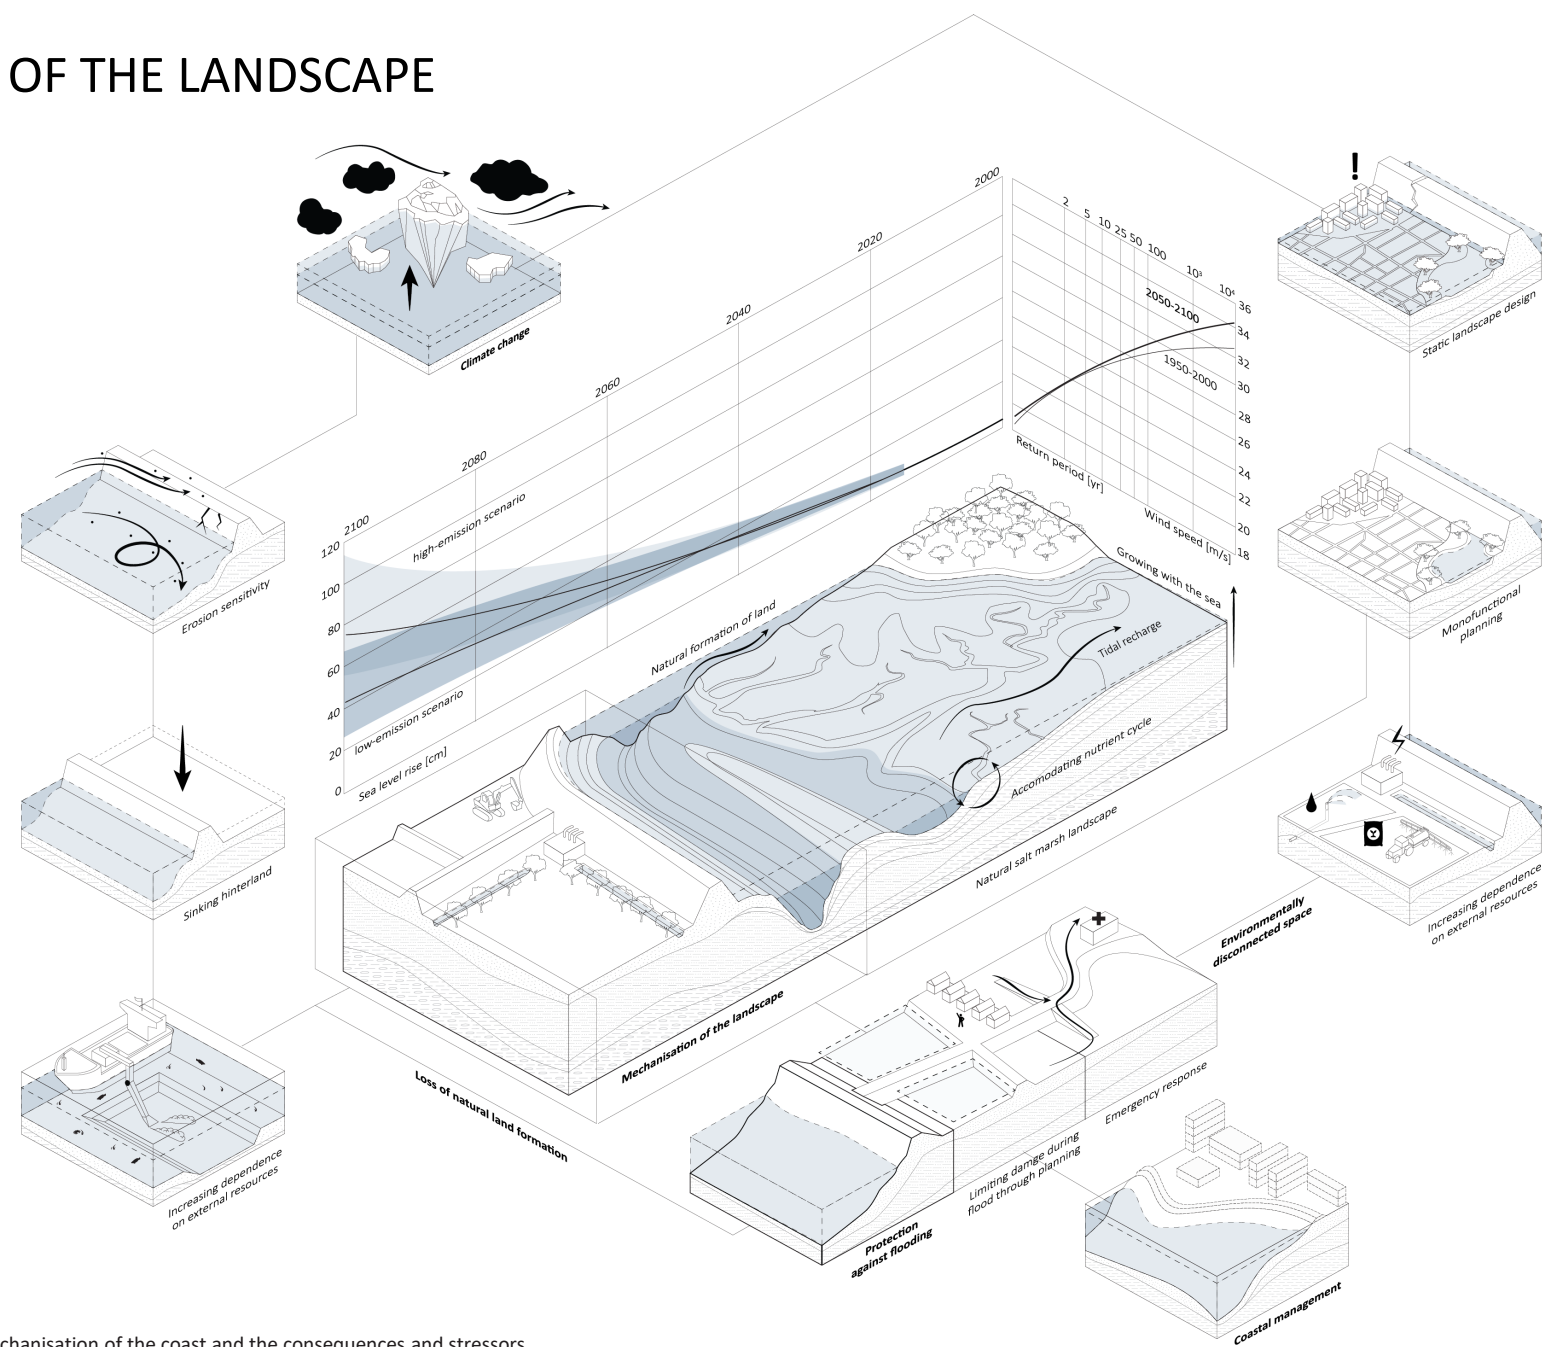 OF THE LANDSCAPE
Climate change
2000
2020
2040
2060
2080
2100
2
5
10
25
50
100
10³
10⁴
36
34
32
30
28
26
24
22
20
18
2050-2100
1950-2000
Return period [yr]
Wind speed [m/s]
120
100
80
60
40
20
0
high-emission scenario
low-emission scenario
Sea level rise [cm]
!
Static landscape design
Erosion sensitivity
Monofunctional
planning
Growing with the sea
Natural formation of land
Tidal recharge
Accomodating nutrient cycle
Natural salt marsh landscape
Sinking hinterland
Increasing dependence
on external resources
Environmentally
disconnected space
Mechanisation of the landscape
Loss of natural land formation
Increasing dependence
on external resources
Emergency response
Limiting damge during
flood through planning
Protection
against flooding
Coastal management
chanisation of the coast and the consequences and stressors